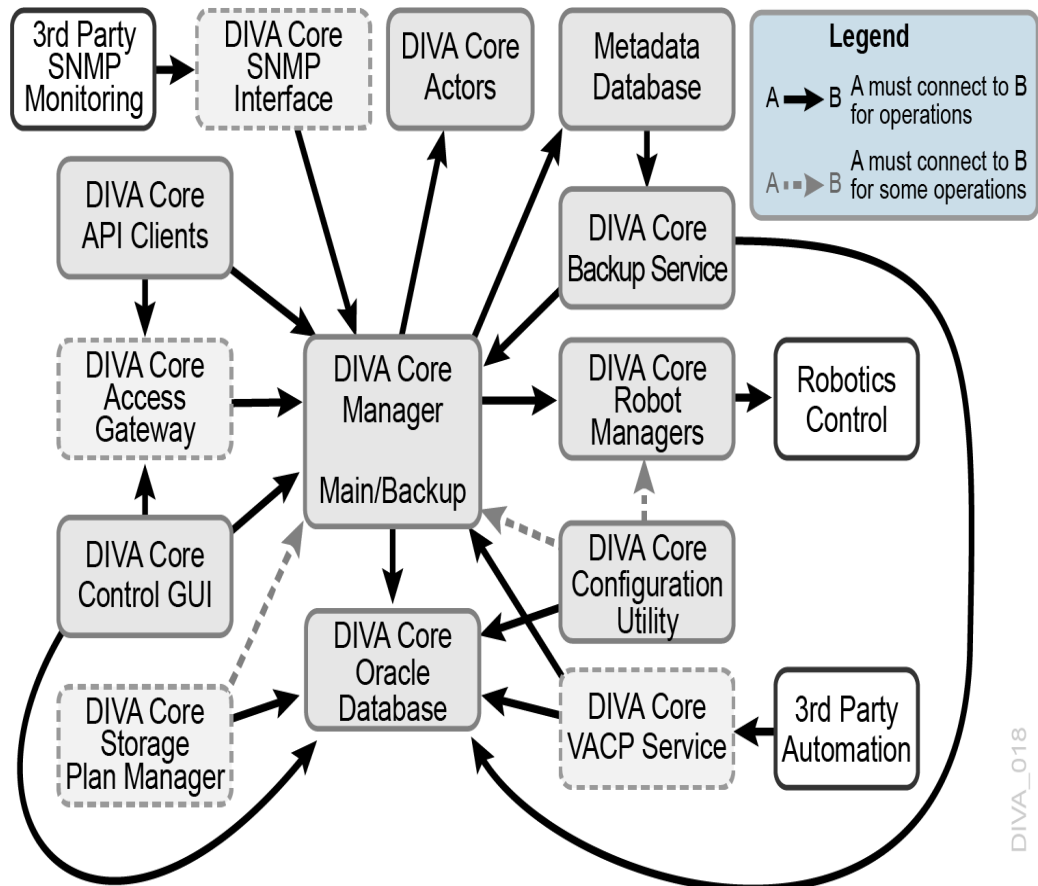 3rd Party
SNMP
Monitoring
DIVA Core
SNMP
Interface
DIVA Core
Actors
Metadata
Database
Legend
A B A must connect to B
for operations
A B A must connect to B
for some operations
DIVA Core
API Clients
DIVA Core
Backup Service
DIVA Core
Access
Gateway
DIVA Core
Manager
Main/Backup
DIVA Core
Robot
Managers
Robotics
Control
DIVA Core
Control GUI
DIVA Core
Configuration
Utility
DIVA Core
Oracle
Database
DIVA Core
Storage
Plan Manager
DIVA Core
VACP Service
3rd Party
Automation
DIVA_018